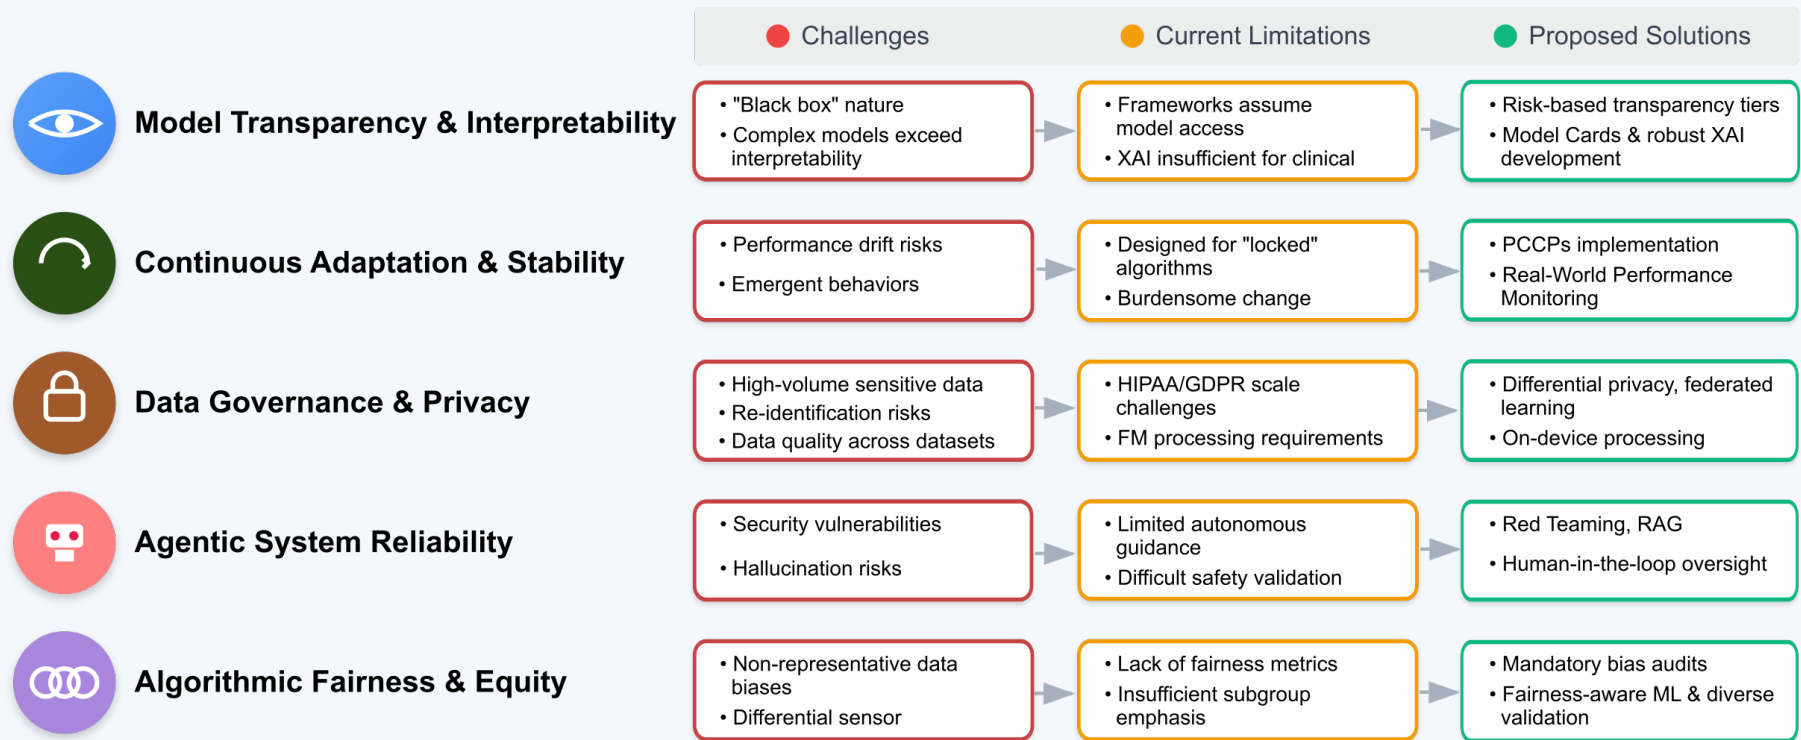 Challenges
Current Limitations
Proposed Solutions
Model Transparency & Interpretability
• "Black box" nature
• Complex models exceed
interpretability
• Frameworks assume
model access
• XAI insufficient for clinical
• Risk-based transparency tiers
• Model Cards & robust XAI
development
Continuous Adaptation & Stability
• Performance drift risks
• Emergent behaviors
• Designed for "locked"
algorithms
• Burdensome change
• PCCPs implementation
• Real-World Performance
Monitoring
Data Governance & Privacy
• High-volume sensitive data
• Re-identification risks
• Data quality across datasets
• HIPAA/GDPR scale
challenges
• FM processing requirements
• Differential privacy, federated
learning
• On-device processing
Agentic System Reliability
• Security vulnerabilities
• Hallucination risks
• Limited autonomous
guidance
• Difficult safety validation
• Red Teaming, RAG
• Human-in-the-loop oversight
Algorithmic Fairness & Equity
• Non-representative data
biases
• Differential sensor
• Lack of fairness metrics
• Insufficient subgroup
emphasis
• Mandatory bias audits
• Fairness-aware ML & diverse
validation